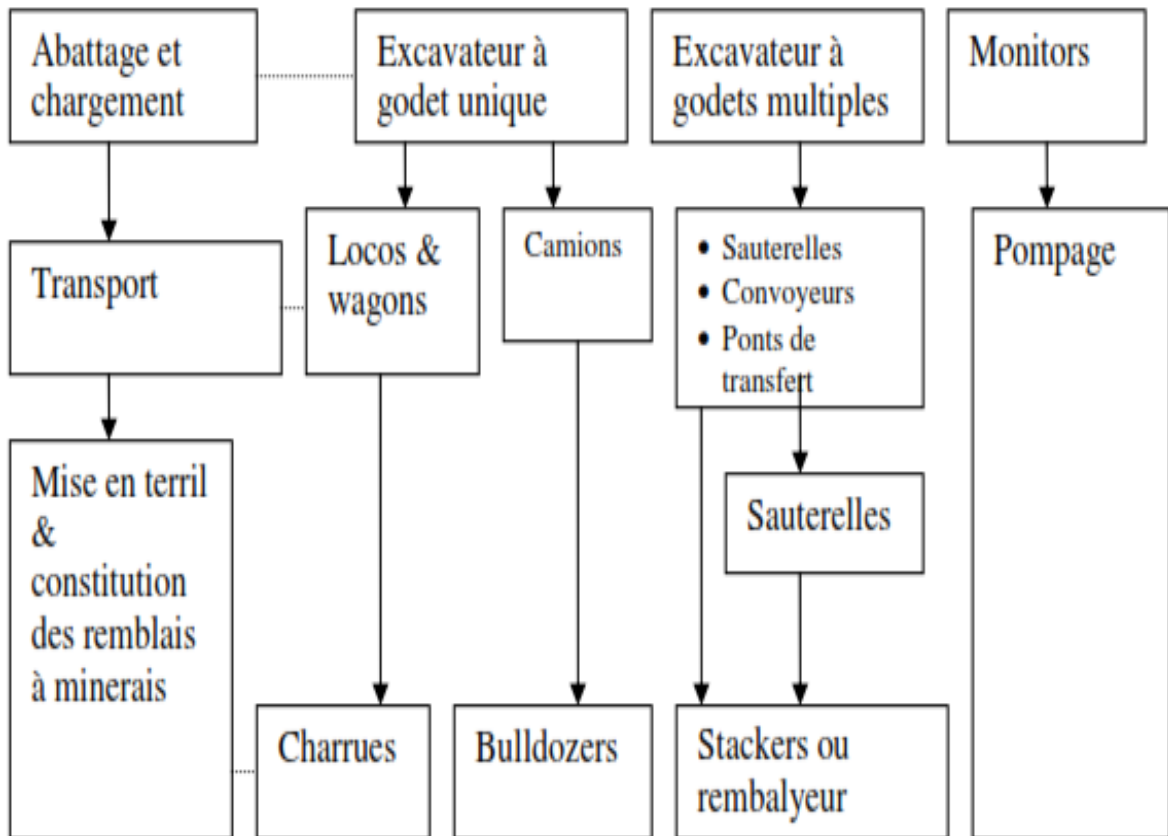 Abattage et
chargement
Excavateur à
godet unique
Excavateur à
godets multiples
Monitors
Transport
Locos &
wagons
Camions
• Sauterelles
• Convoyeurs
• Ponts de
transfert
Pompage
Mise en terril
&
constitution
des remblais
à minerais
Sauterelles
Charrues
Bulldozers
Stackers ou
rembalyeur